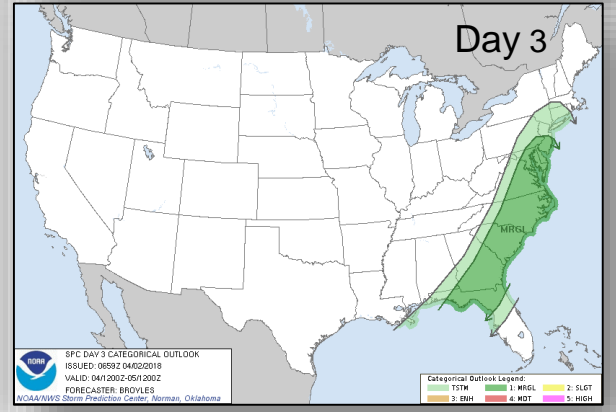 Day 3
MRGL
SPC DAY 3 CATEGORICAL OUTLOOK
ISSUED: 0659Z 04/02/2018
VALID: 04/1200Z-05/1200Z
FORECASTER: BROYLES
NOAA/NWS Storm Prediction Center, Norman, Oklahoma
NOAA
Categorical Outlook Legend:
TSTM 1: MRGL 2: SLGT
3: ENH 4: MDT 5: HIGH